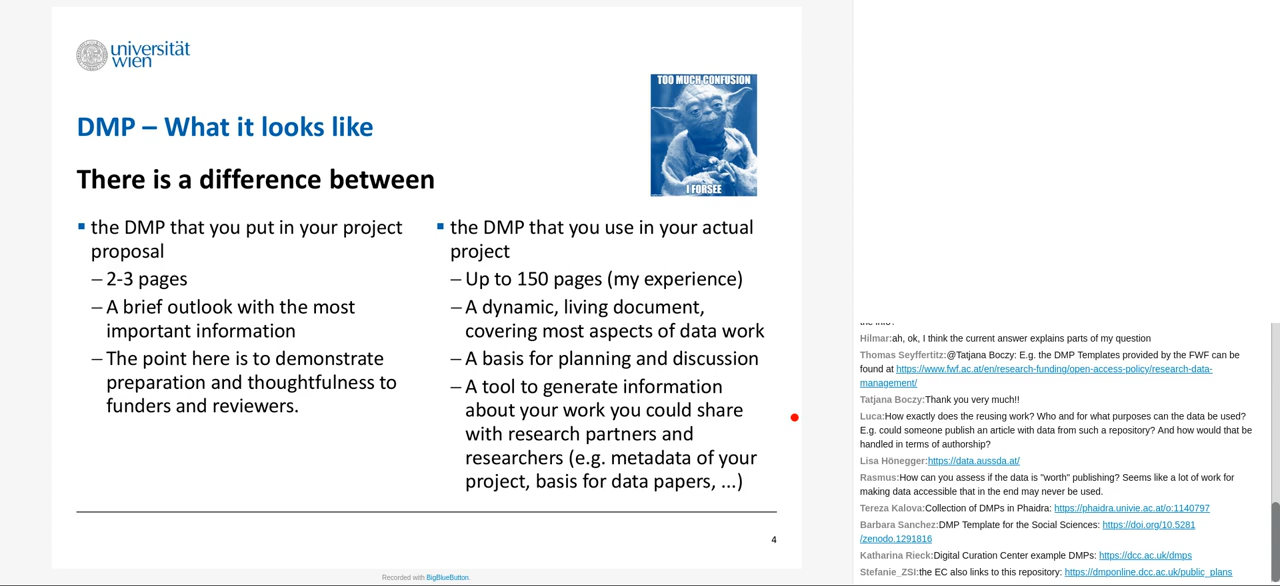 universität
wien
TOO MUCH CONFUSION
I FORSEE
DMP – What it looks like
There is a difference between
the DMP that you put in your project
proposal
– 2-3 pages
– A brief outlook with the most
important information
– The point here is to demonstrate
preparation and thoughtfulness to
funders and reviewers.
the DMP that you use in your actual
project
– Up to 150 pages (my experience)
– A dynamic, living document,
covering most aspects of data work
– A basis for planning and discussion
– A tool to generate information
about your work you could share
with research partners and
researchers (e.g. metadata of your
project, basis for data papers, ...)
4
Recorded with BigBlueButton.
Hilmar:ah, ok, I think the current answer explains parts of my question
Thomas Seyffertitz:@Tatjana Boczy: E.g. the DMP Templates provided by the FWF can be
found at https://www.fwf.ac.at/en/research-funding/open-access-policy/research-data-
management/
Tatjana Boczy:Thank you very much!!
Luca:How exactly does the reusing work? Who and for what purposes can the data be used?
E.g. could someone publish an article with data from such a repository? And how would that be
handled in terms of authorship?
Lisa Hönegger:https://data.aussda.at/
Rasmus:How can you assess if the data is "worth" publishing? Seems like a lot of work for
making data accessible that in the end may never be used.
Tereza Kalova:Collection of DMPs in Phaidra: https://phaidra.univie.ac.at/o:1140797
Barbara Sanchez:DMP Template for the Social Sciences: https://doi.org/10.5281
/zenodo.1291816
Katharina Rieck:Digital Curation Center example DMPs: https://dcc.ac.uk/dmps
Stefanie_ZSI:the EC also links to this repository: https://dmponline.dcc.ac.uk/public_plans